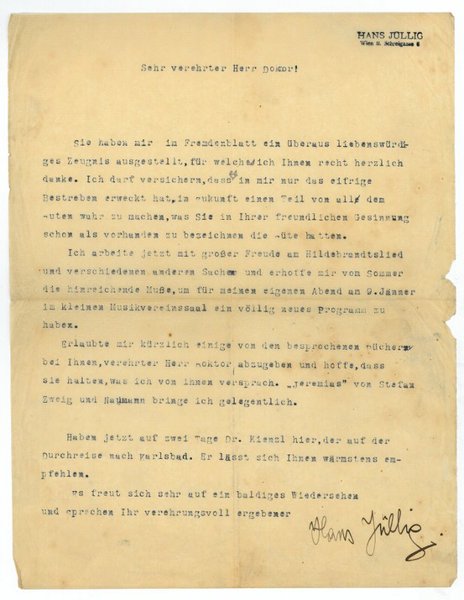 HANS JÜLLIG
Wien II. Schreigasse 6
Sehr verehrter Herr Doktor!
Sie haben mir im Fremdenblatt ein überaus liebenswürdi
ges Zeugnis ausgestellt, für welches ich Ihnen recht herzlich
danke. Ich darf versichern, dass es in mir nur das eifrige
Bestreben erweckt hat, in Zukunft einen Teil von all dem
Guten wahr zu machen, was Sie in Ihrer freundlichen Gesinnung
schon als vorhanden zu bezeichnen die Güte hatten.
Ich arbeite jetzt mit großer Freude am Hildebrandtslied
und verschiedenen anderen Sachen und erhoffe mir vom Sommer
die hinreichende Muße, um für meinen eigenen Abend am 9. Jänner
im kleinen Musikvereinssaal ein völlig neues Programm zu
haben.
Erlaubte mir kürzlich einige von den besprochenen Büchern
bei Ihnen, verehrter Herr Doktor, abzugeben und hoffe, dass
sie halten, was ich von ihnen versprach. „Jeremias" von Stefan
Zweig und Naumann bringe ich gelegentlich.
Haben jetzt auf zwei Tage Dr. Kienzl hier, der auf der
Durchreise nach Karlsbad. Er lässt sich Ihnen wärmstens em-
pfehlen.
Es freut sich sehr auf ein baldiges Wiedersehen
und sprechen Ihr verehrungsvoll ergebener
Hans Jüllig.